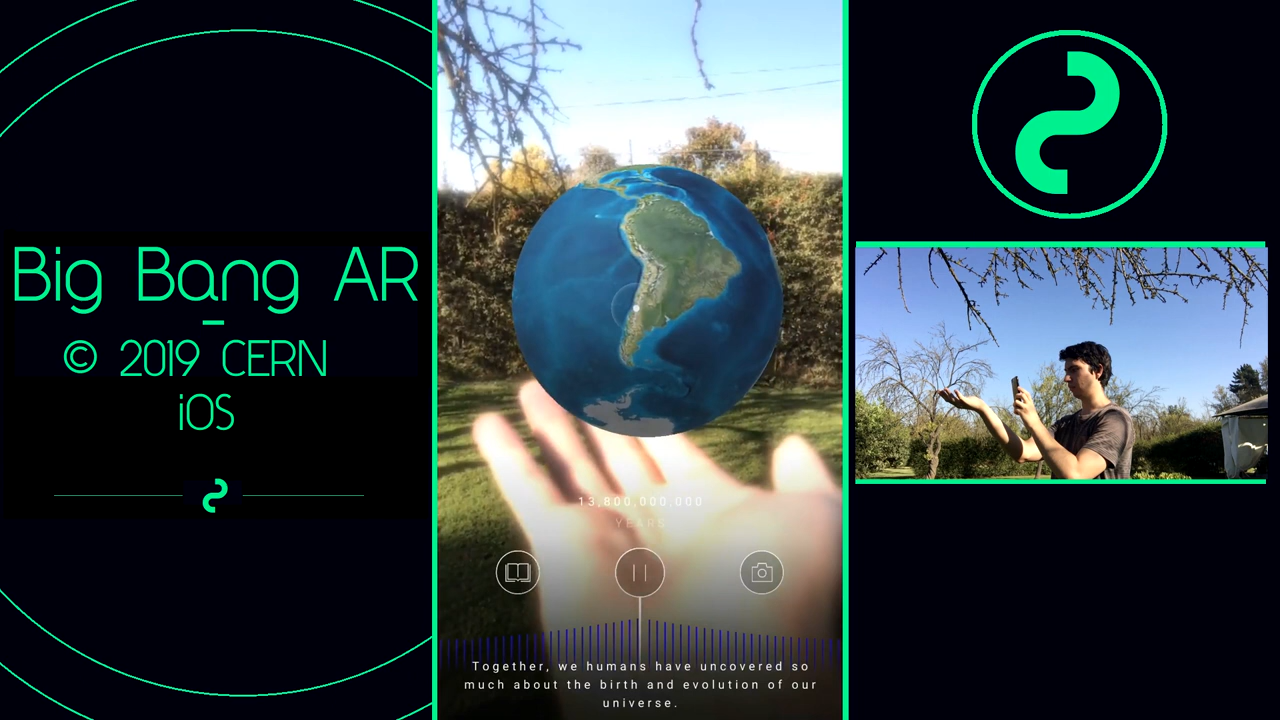 Big Bang AR
-
© 2019 CERN
iOS
13,800,000,000
YEARS
Together, we humans have uncovered so
much about the birth and evolution of our
universe.